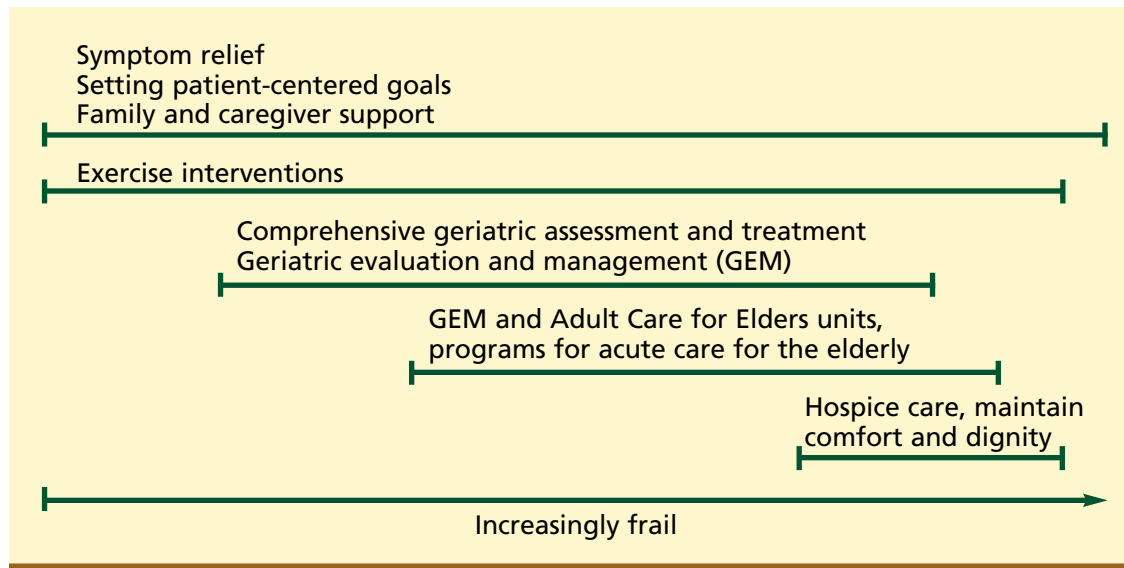 Symptom relief
Setting patient-centered goals
Family and caregiver support
Exercise interventions
Comprehensive geriatric assessment and treatment
Geriatric evaluation and management (GEM)
GEM and Adult Care for Elders units,
programs for acute care for the elderly
Hospice care, maintain
comfort and dignity
Increasingly frail